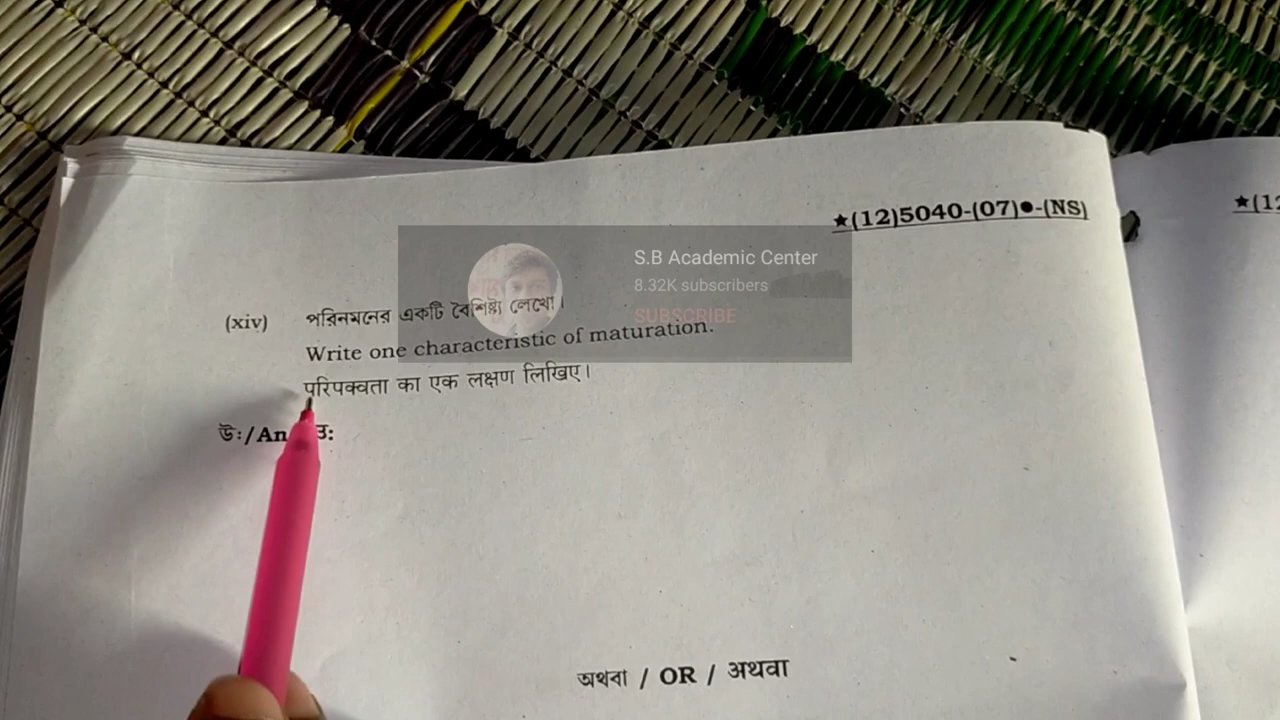 ★(12)5040-(07)●-(NS)
★(12
S.B Academic Center
8.32K subscribers
SUBSCRIBE
(xiv) পরিনমনের একটি বৈশিষ্ট্য লেখো।
Write one characteristic of maturation.
परिपक्वता का एक लक्षण लिखिए।
উঃ/An उ:
অথবা / OR / अथवा